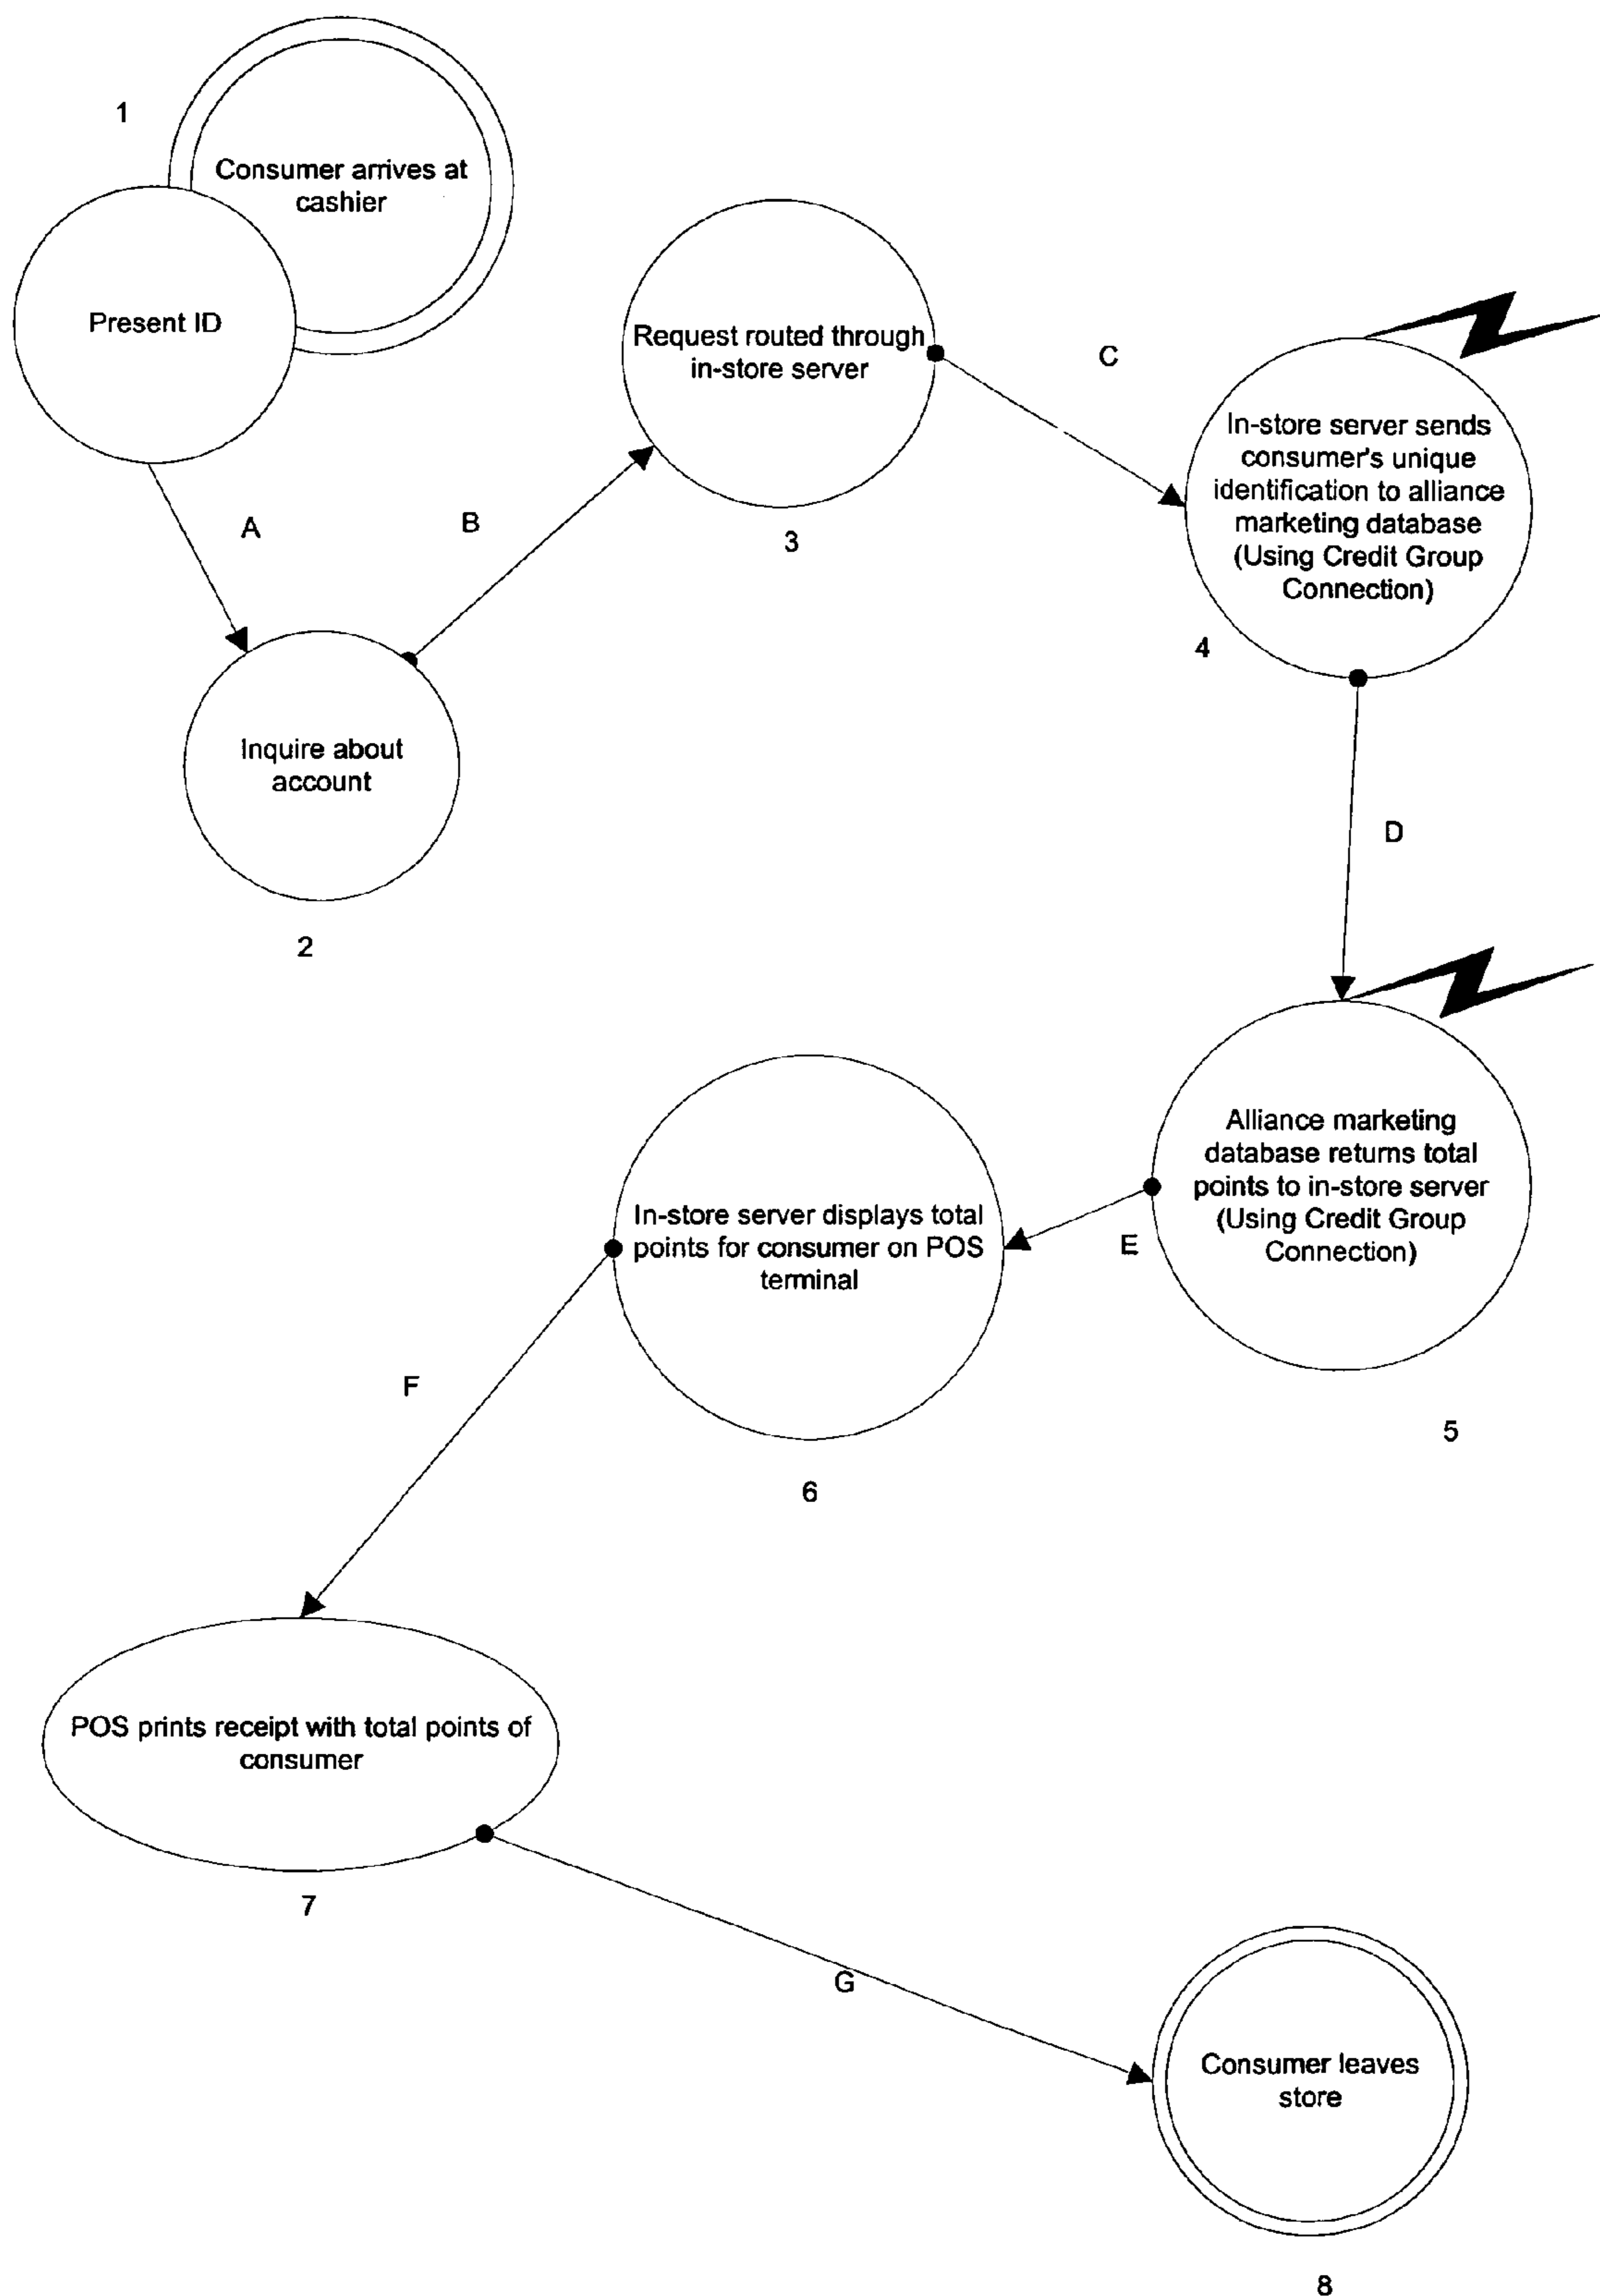 1
Consumer arrives at
cashier
Present ID
A
Inquire about
account
2
B
Request routed through
in-store server
3
C
In-store server sends
consumer's unique
identification to alliance
marketing database
(Using Credit Group
Connection)
4
D
Alliance marketing
database returns total
points to in-store server
(Using Credit Group
Connection)
5
E
In-store server displays total
points for consumer on POS
terminal
6
F
POS prints receipt with total points of
consumer
7
G
Consumer leaves
store
8